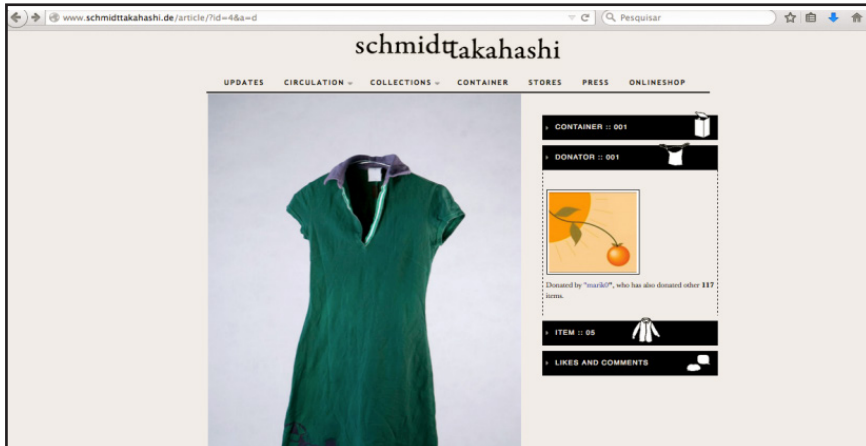 www.schmidttakahashi.de/article/?id=4&a=d
Pesquisar
schmidttakahashi
UPDATES CIRCULATION COLLECTIONS CONTAINER STORES PRESS ONLINESHOP
CONTAINER :: 001
DONATOR :: 001
Donated by "marik0", who has also donated other 117
items.
ITEM :: 05
LIKES AND COMMENTS